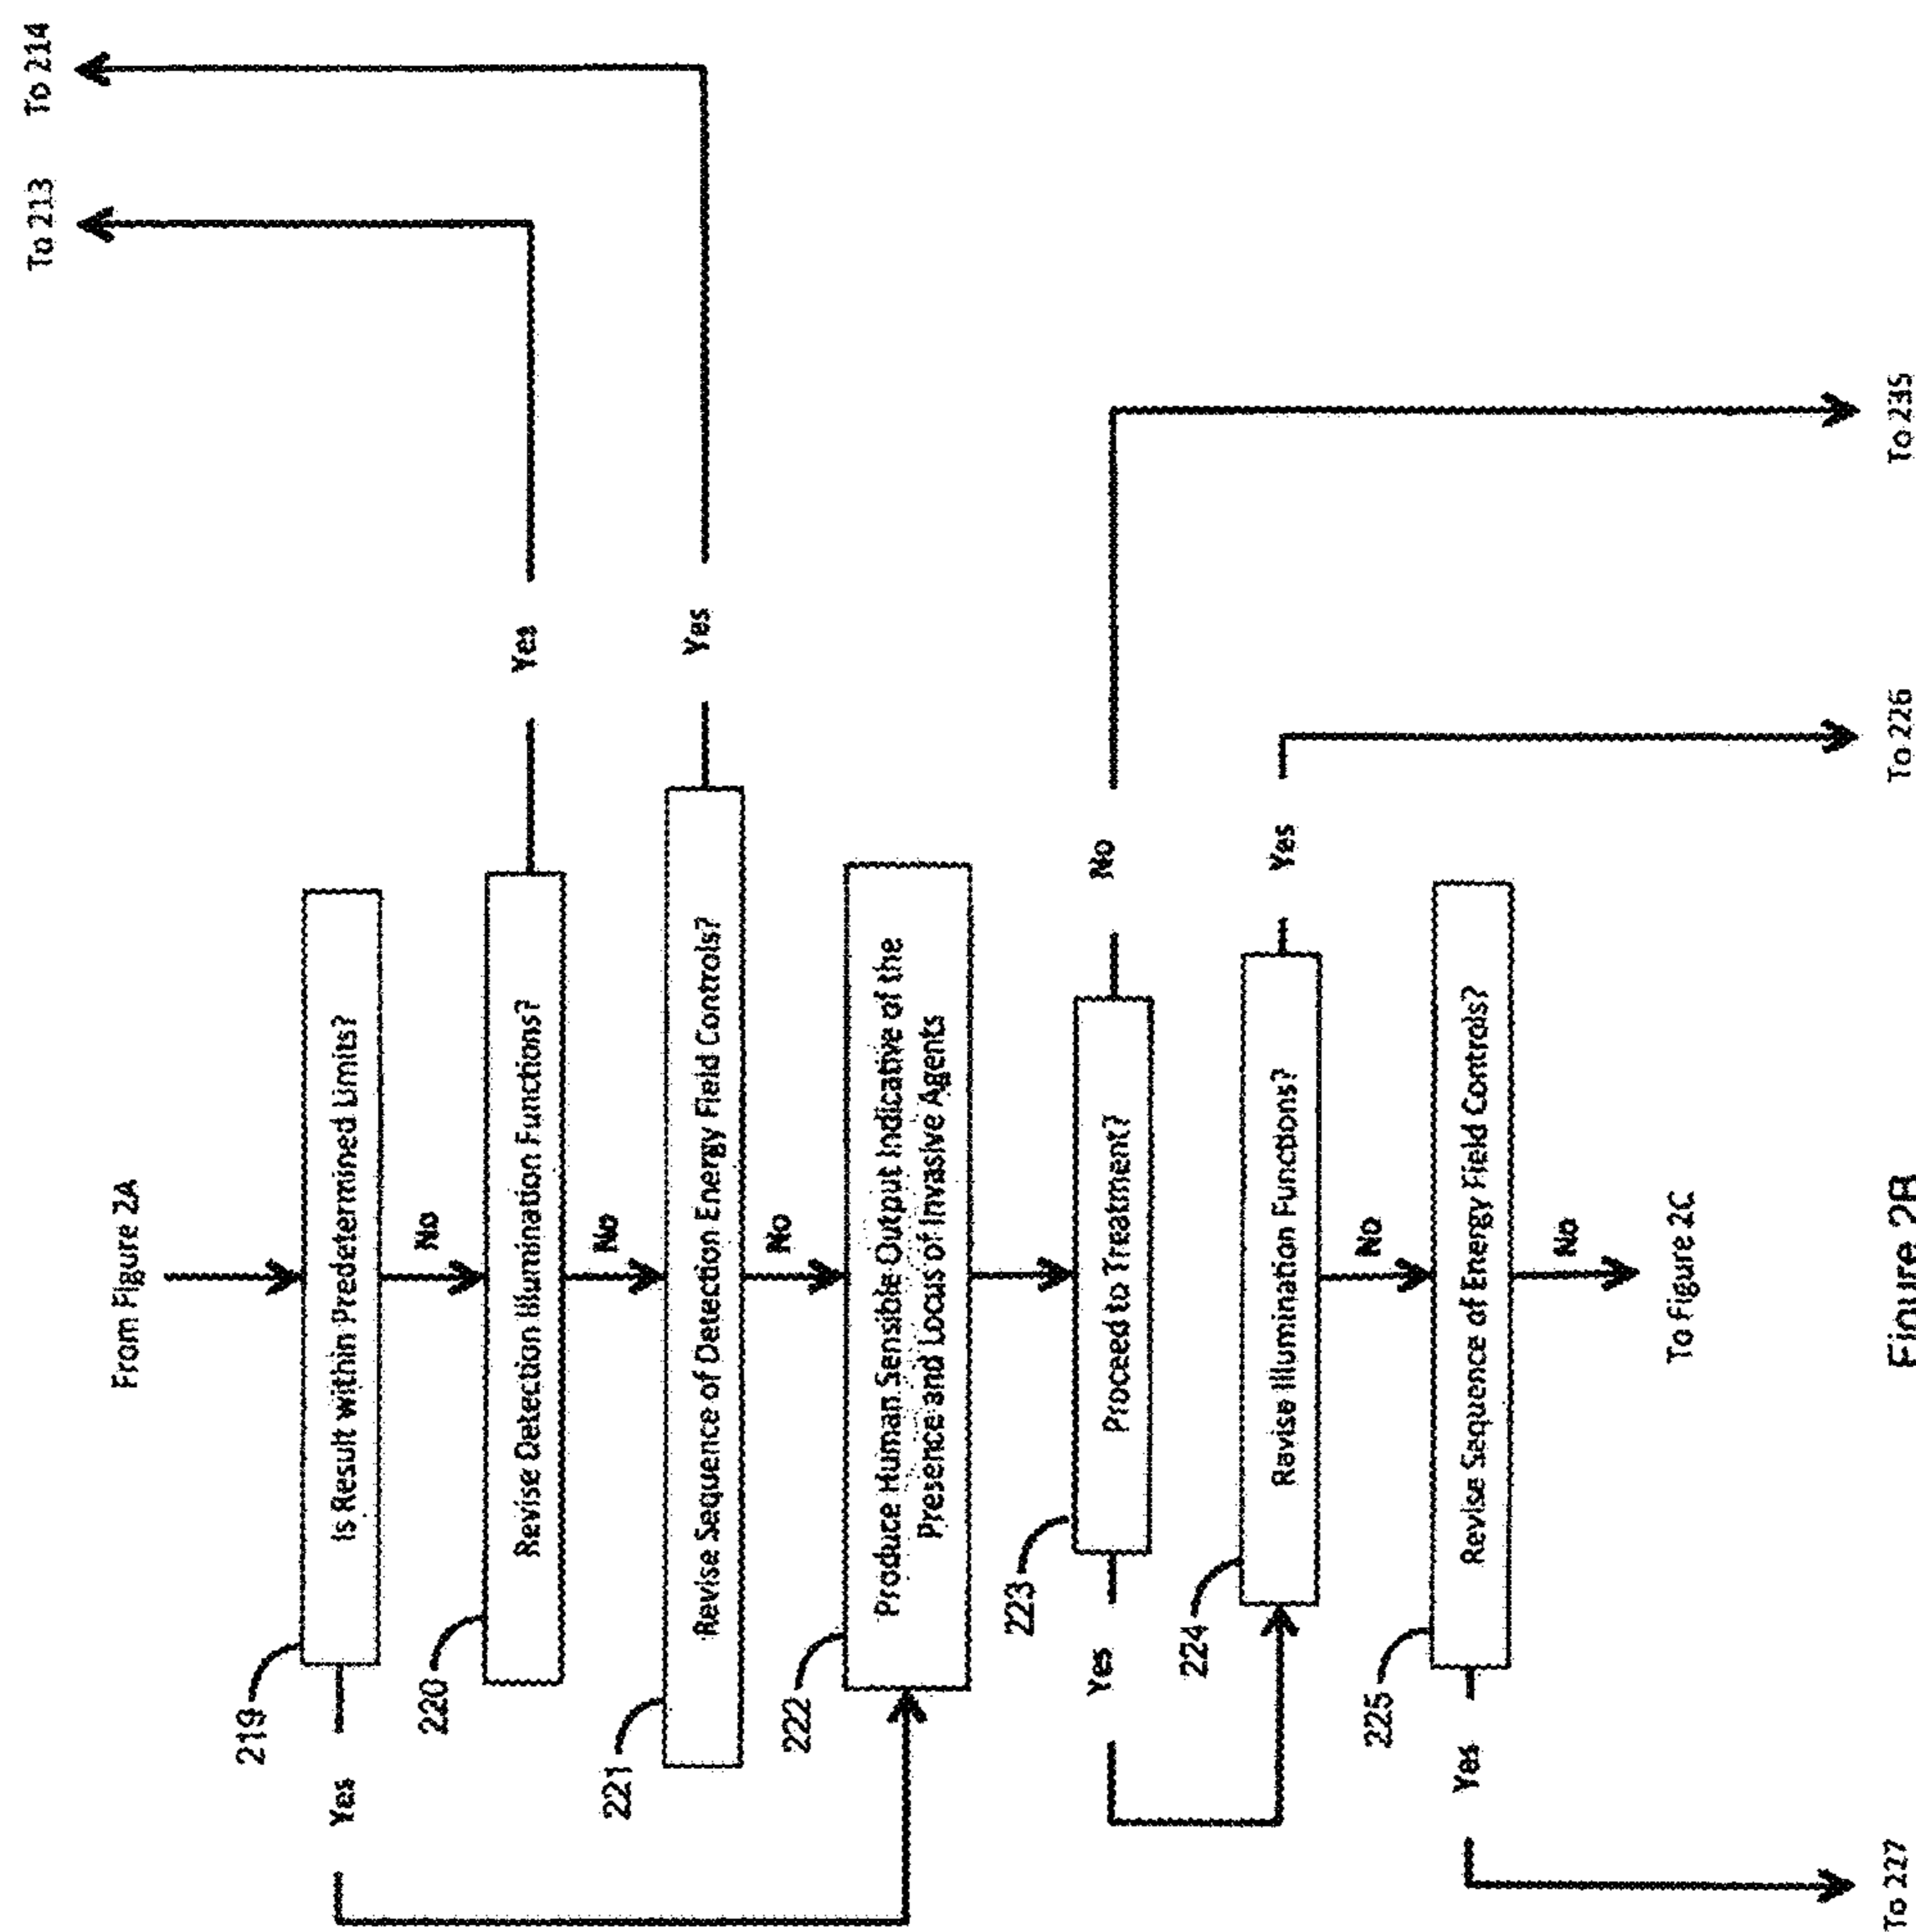 To 213
To 214
From Figure 2A
219
Is Result within Predetermined Limits?
Yes
No
220
Revise Detection Illumination Functions?
Yes
No
221
Revise Sequence of Detection Energy Field Controls?
Yes
No
222
Produce Human Sensible Output Indicative of the
Presence and Locus of Invasive Agents
223
Proceed to Treatment?
Yes
No
224
Revise Illumination Functions?
Yes
No
225
Revise Sequence of Energy Field Controls?
Yes
No
To Figure 2C
To 227
To 226
To 235
Figure 2B